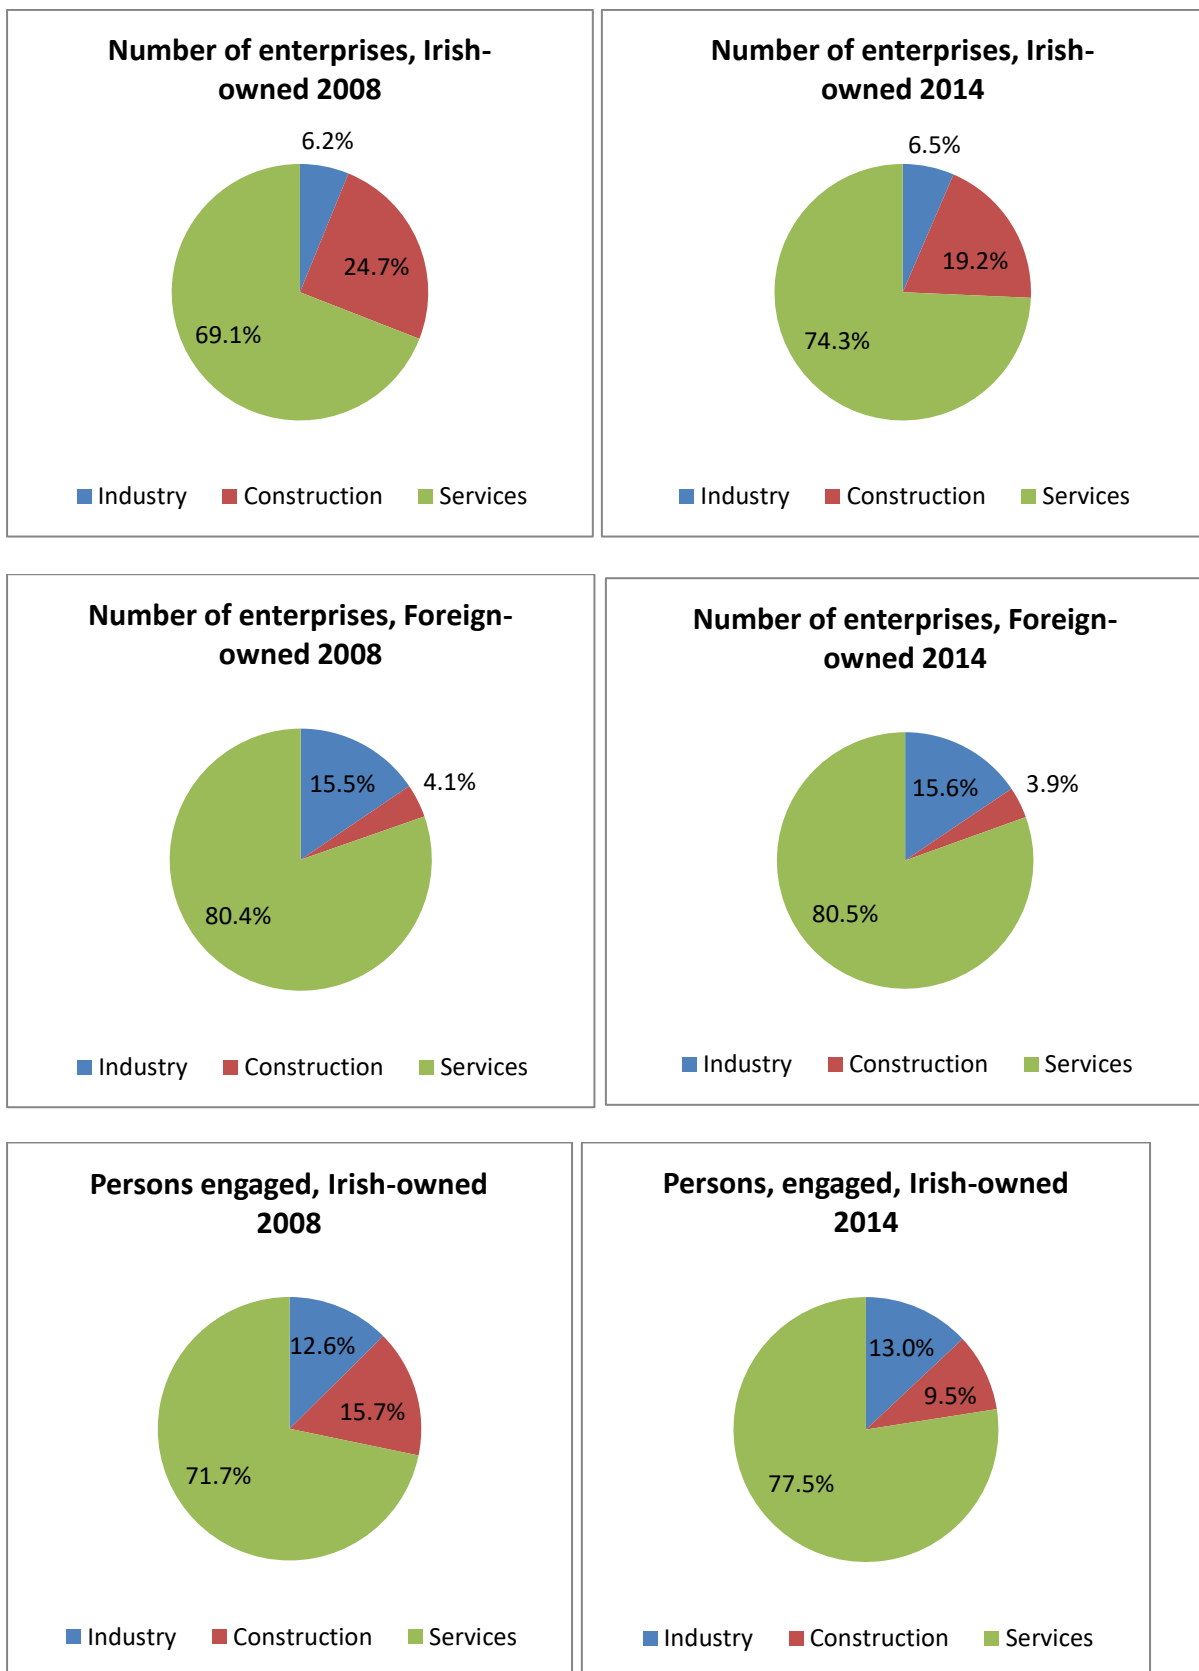 Number of enterprises, Irish-
owned 2008
6.2%
24.7%
69.1%
Industry Construction Services
Number of enterprises, Irish-
owned 2014
6.5%
19.2%
74.3%
Industry Construction Services
Number of enterprises, Foreign-
owned 2008
15.5%
4.1%
80.4%
Industry Construction Services
Number of enterprises, Foreign-
owned 2014
15.6%
3.9%
80.5%
Industry Construction Services
Persons engaged, Irish-owned
2008
12.6%
15.7%
71.7%
Industry Construction Services
Persons, engaged, Irish-owned
2014
13.0%
9.5%
77.5%
Industry Construction Services